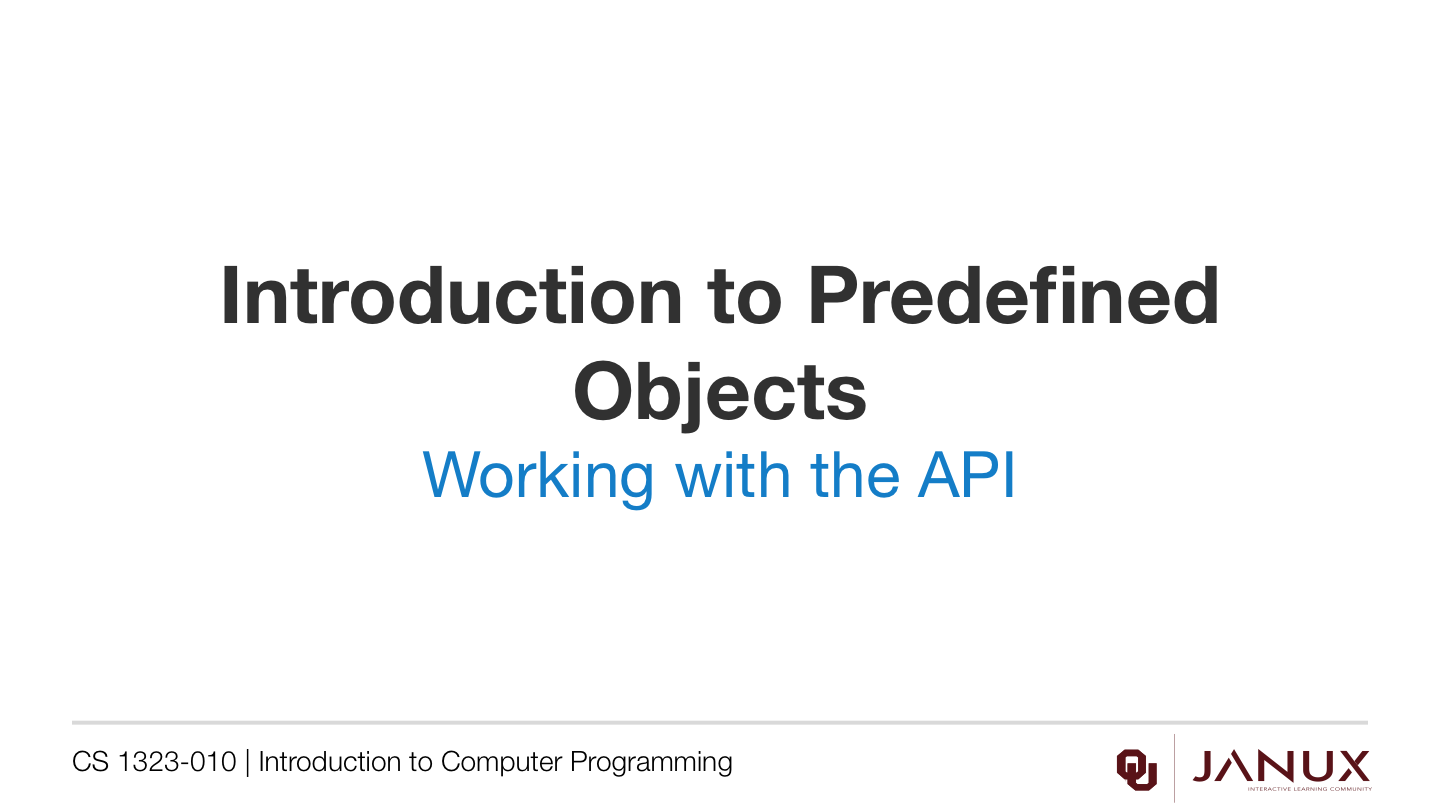 Introduction to Predefined
Objects
Working with the API
CS 1323-010 | Introduction to Computer Programming
OU
JANUX
INTERACTIVE LEARNING COMMUNITY